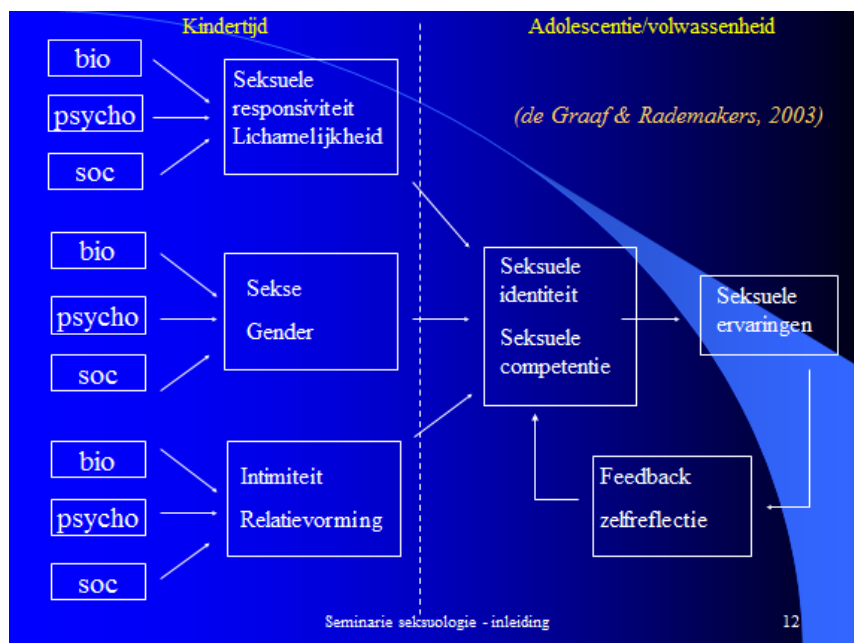 Kindertijd
Adolescentie/volwassenheid
bio
psycho
soc
Seksuele
responsiviteit
Lichamelijkheid
(de Graaf & Rademakers, 2003)
bio
psycho
soc
Sekse
Gender
Seksuele
identiteit
Seksuele
competentie
Seksuele
ervaringen
bio
psycho
soc
Intimiteit
Relatievorming
Feedback
zelfreflectie
Seminarie seksuologie - inleiding
12